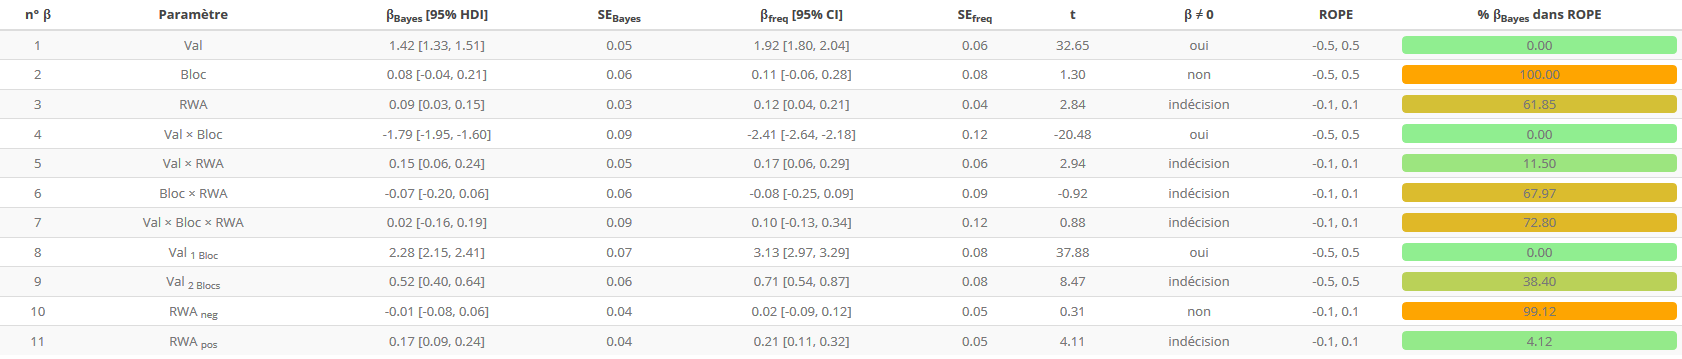 n° β Paramètre βBayes [95% HDI] SEBayes βfreq [95% CI] SEfreq t β ≠ 0 ROPE % βBayes dans ROPE
1 Val 1.42 [1.33, 1.51] 0.05 1.92 [1.80, 2.04] 0.06 32.65 oui -0.5, 0.5 0.00
2 Bloc 0.08 [-0.04, 0.21] 0.06 0.11 [-0.06, 0.28] 0.08 1.30 non -0.5, 0.5 100.00
3 RWA 0.09 [0.03, 0.15] 0.03 0.12 [0.04, 0.21] 0.04 2.84 indécision -0.1, 0.1 61.85
4 Val × Bloc -1.79 [-1.95, -1.60] 0.09 -2.41 [-2.64, -2.18] 0.12 -20.48 oui -0.5, 0.5 0.00
5 Val × RWA 0.15 [0.06, 0.24] 0.05 0.17 [0.06, 0.29] 0.06 2.94 indécision -0.1, 0.1 11.50
6 Bloc × RWA -0.07 [-0.20, 0.06] 0.06 -0.08 [-0.25, 0.09] 0.09 -0.92 indécision -0.1, 0.1 67.97
7 Val × Bloc × RWA 0.02 [-0.16, 0.19] 0.09 0.10 [-0.13, 0.34] 0.12 0.88 indécision -0.1, 0.1 72.80
8 Val 1 Bloc 2.28 [2.15, 2.41] 0.07 3.13 [2.97, 3.29] 0.08 37.88 oui -0.5, 0.5 0.00
9 Val 2 Blocs 0.52 [0.40, 0.64] 0.06 0.71 [0.54, 0.87] 0.08 8.47 indécision -0.5, 0.5 38.40
10 RWA neg -0.01 [-0.08, 0.06] 0.04 0.02 [-0.09, 0.12] 0.05 0.31 non -0.1, 0.1 99.12
11 RWA pos 0.17 [0.09, 0.24] 0.04 0.21 [0.11, 0.32] 0.05 4.11 indécision -0.1, 0.1 4.12